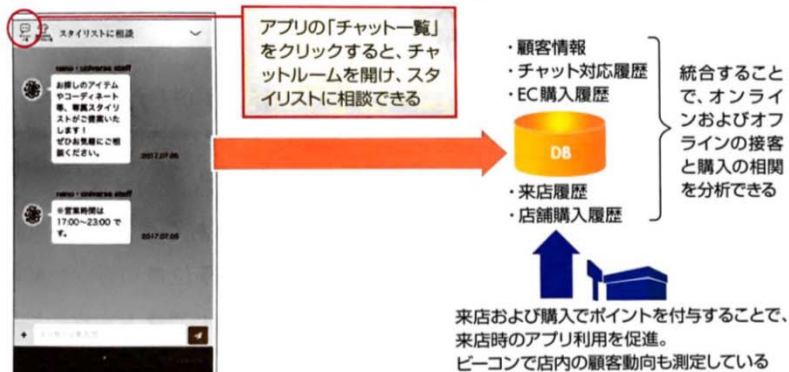 スタイリストに相談
アプリの「チャット一覧」
をクリックすると、チャ
ットルームを開け、スタ
イリストに相談できる
nano・universe staff
お探しのアイテム
やコーディネート
等、専属スタイリ
ストがご提案いた
します！
ぜひお気軽にご相
談ください。
2017.07.05
nano・universe staff
※営業時間は
17:00〜23:00 で
す。
2017.07.05
・顧客情報
・チャット対応履歴
・EC購入履歴
DB
・来店履歴
・店舗購入履歴
統合すること
で、オンライ
ンおよびオフ
ラインの接客
と購入の相関
を分析できる
来店および購入でポイントを付与することで、
来店時のアプリ利用を促進。
ビーコンで店内の顧客動向も測定している